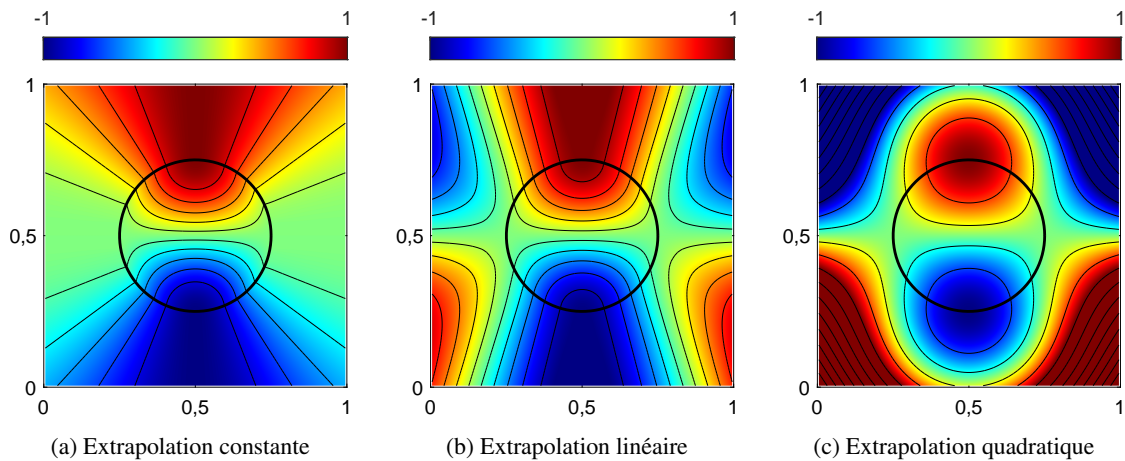 -1 1 -1 1 -1 1
1 1 1
0,5 0,5 0,5
0 0 0
0 0,5 1 0 0,5 1 0 0,5 1
(a) Extrapolation constante (b) Extrapolation linéaire (c) Extrapolation quadratique